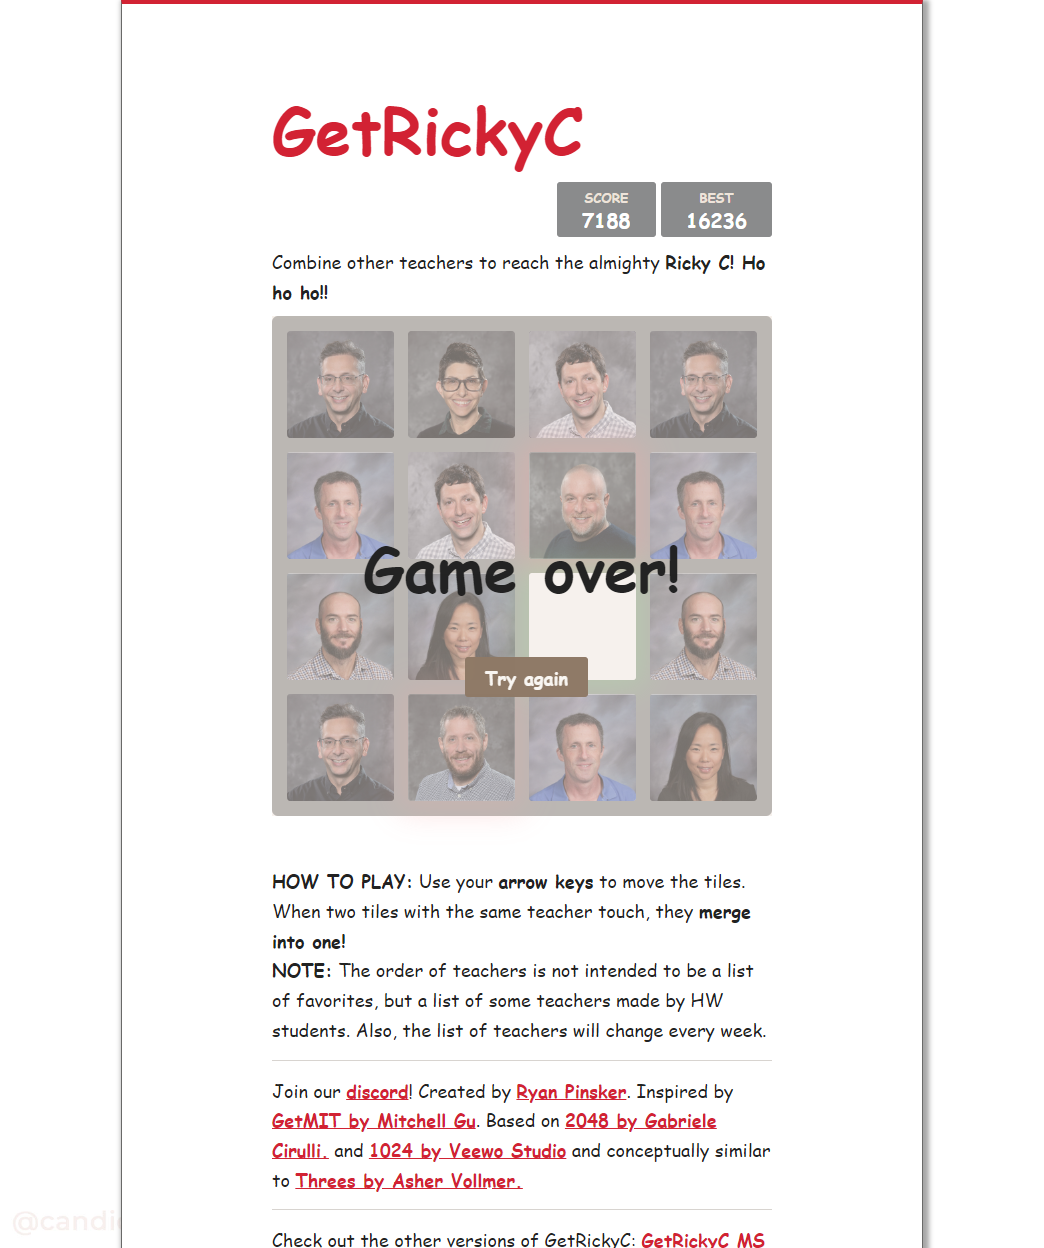 GetRickyC
SCORE
7188
BEST
16236
Combine other teachers to reach the almighty Ricky C! Ho
ho ho!!
Game over!
Try again
HOW TO PLAY: Use your arrow keys to move the tiles.
When two tiles with the same teacher touch, they merge
into one!
NOTE: The order of teachers is not intended to be a list
of favorites, but a list of some teachers made by HW
students. Also, the list of teachers will change every week.
Join our discord! Created by Ryan Pinsker. Inspired by
GetMIT by Mitchell Gu. Based on 2048 by Gabriele
Cirulli. and 1024 by Veewo Studio and conceptually similar
to Threes by Asher Vollmer.
Check out the other versions of GetRickyC: GetRickyC MS